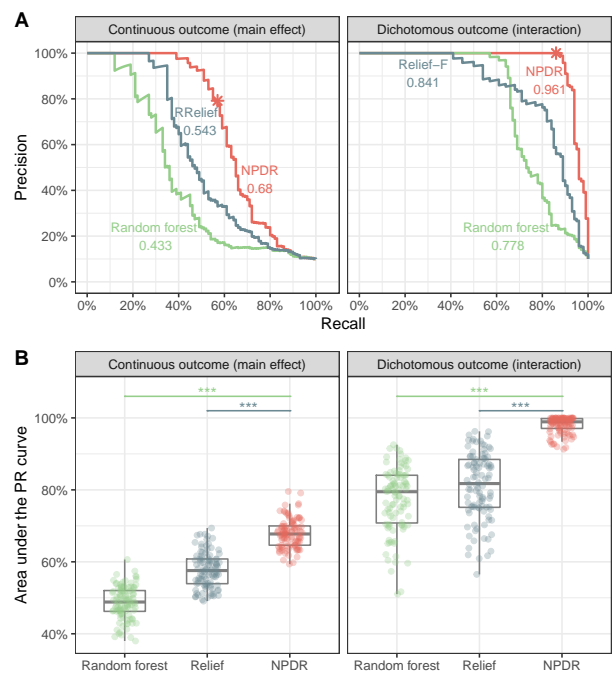 A
Continuous outcome (main effect)
Dichotomous outcome (interaction)
Precision
100%
80%
60%
40%
20%
0%
RRelief
0.543
NPDR
0.68
Random forest
0.433
Relief−F
0.841
NPDR
0.961
Random forest
0.778
0% 20% 40% 60% 80% 100% 0% 20% 40% 60% 80% 100%
Recall
B
Continuous outcome (main effect)
Dichotomous outcome (interaction)
Area under the PR curve
*** ***
*** ***
100%
80%
60%
40%
Random forest Relief NPDR Random forest Relief NPDR